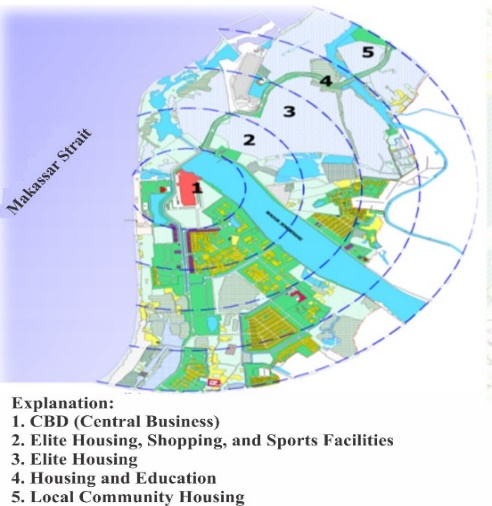 5
4
3
2
1
Makassar Strait
Explanation:
1. CBD (Central Business)
2. Elite Housing, Shopping, and Sports Facilities
3. Elite Housing
4. Housing and Education
5. Local Community Housing